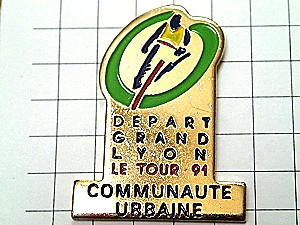 DEPART
GRAND
LYON
LE TOUR 91
COMMUNAUTE
URBAINE